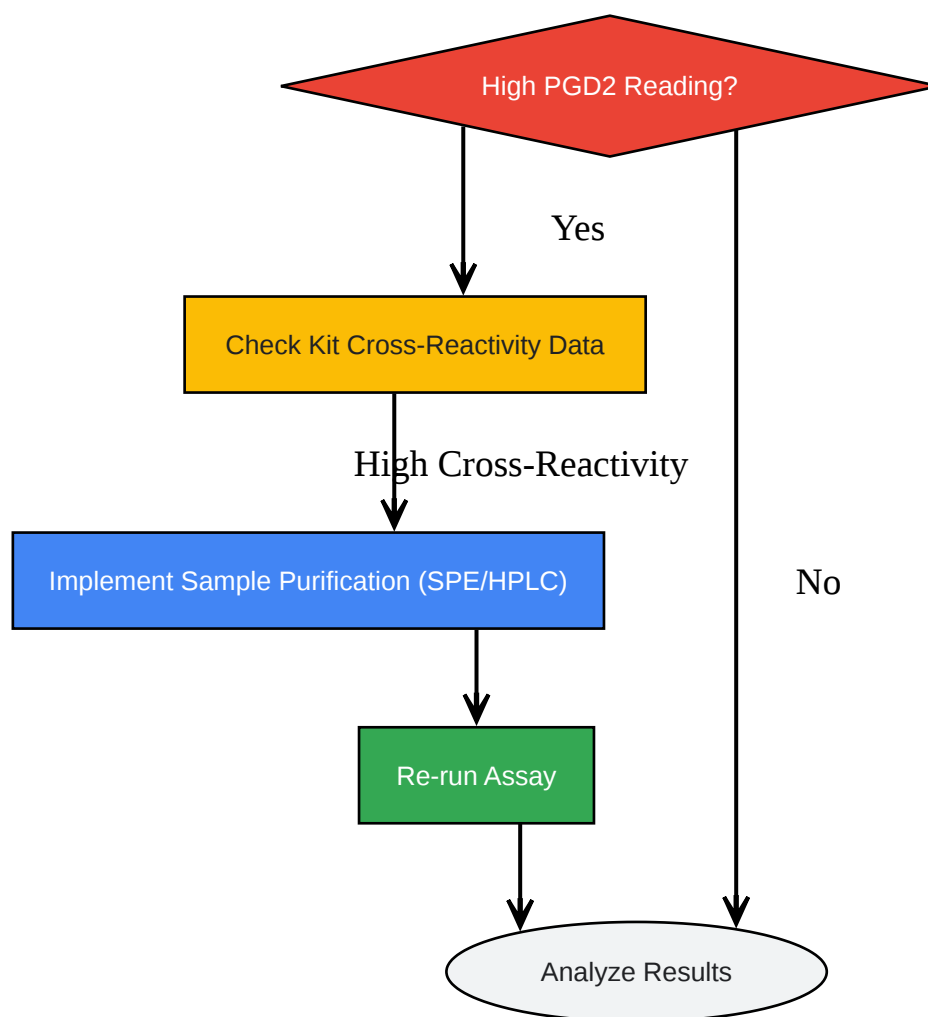 High PGD2 Reading?
Yes
Check Kit Cross-Reactivity Data
High Cross-Reactivity
Implement Sample Purification (SPE/HPLC)
No
Re-run Assay
Analyze Results